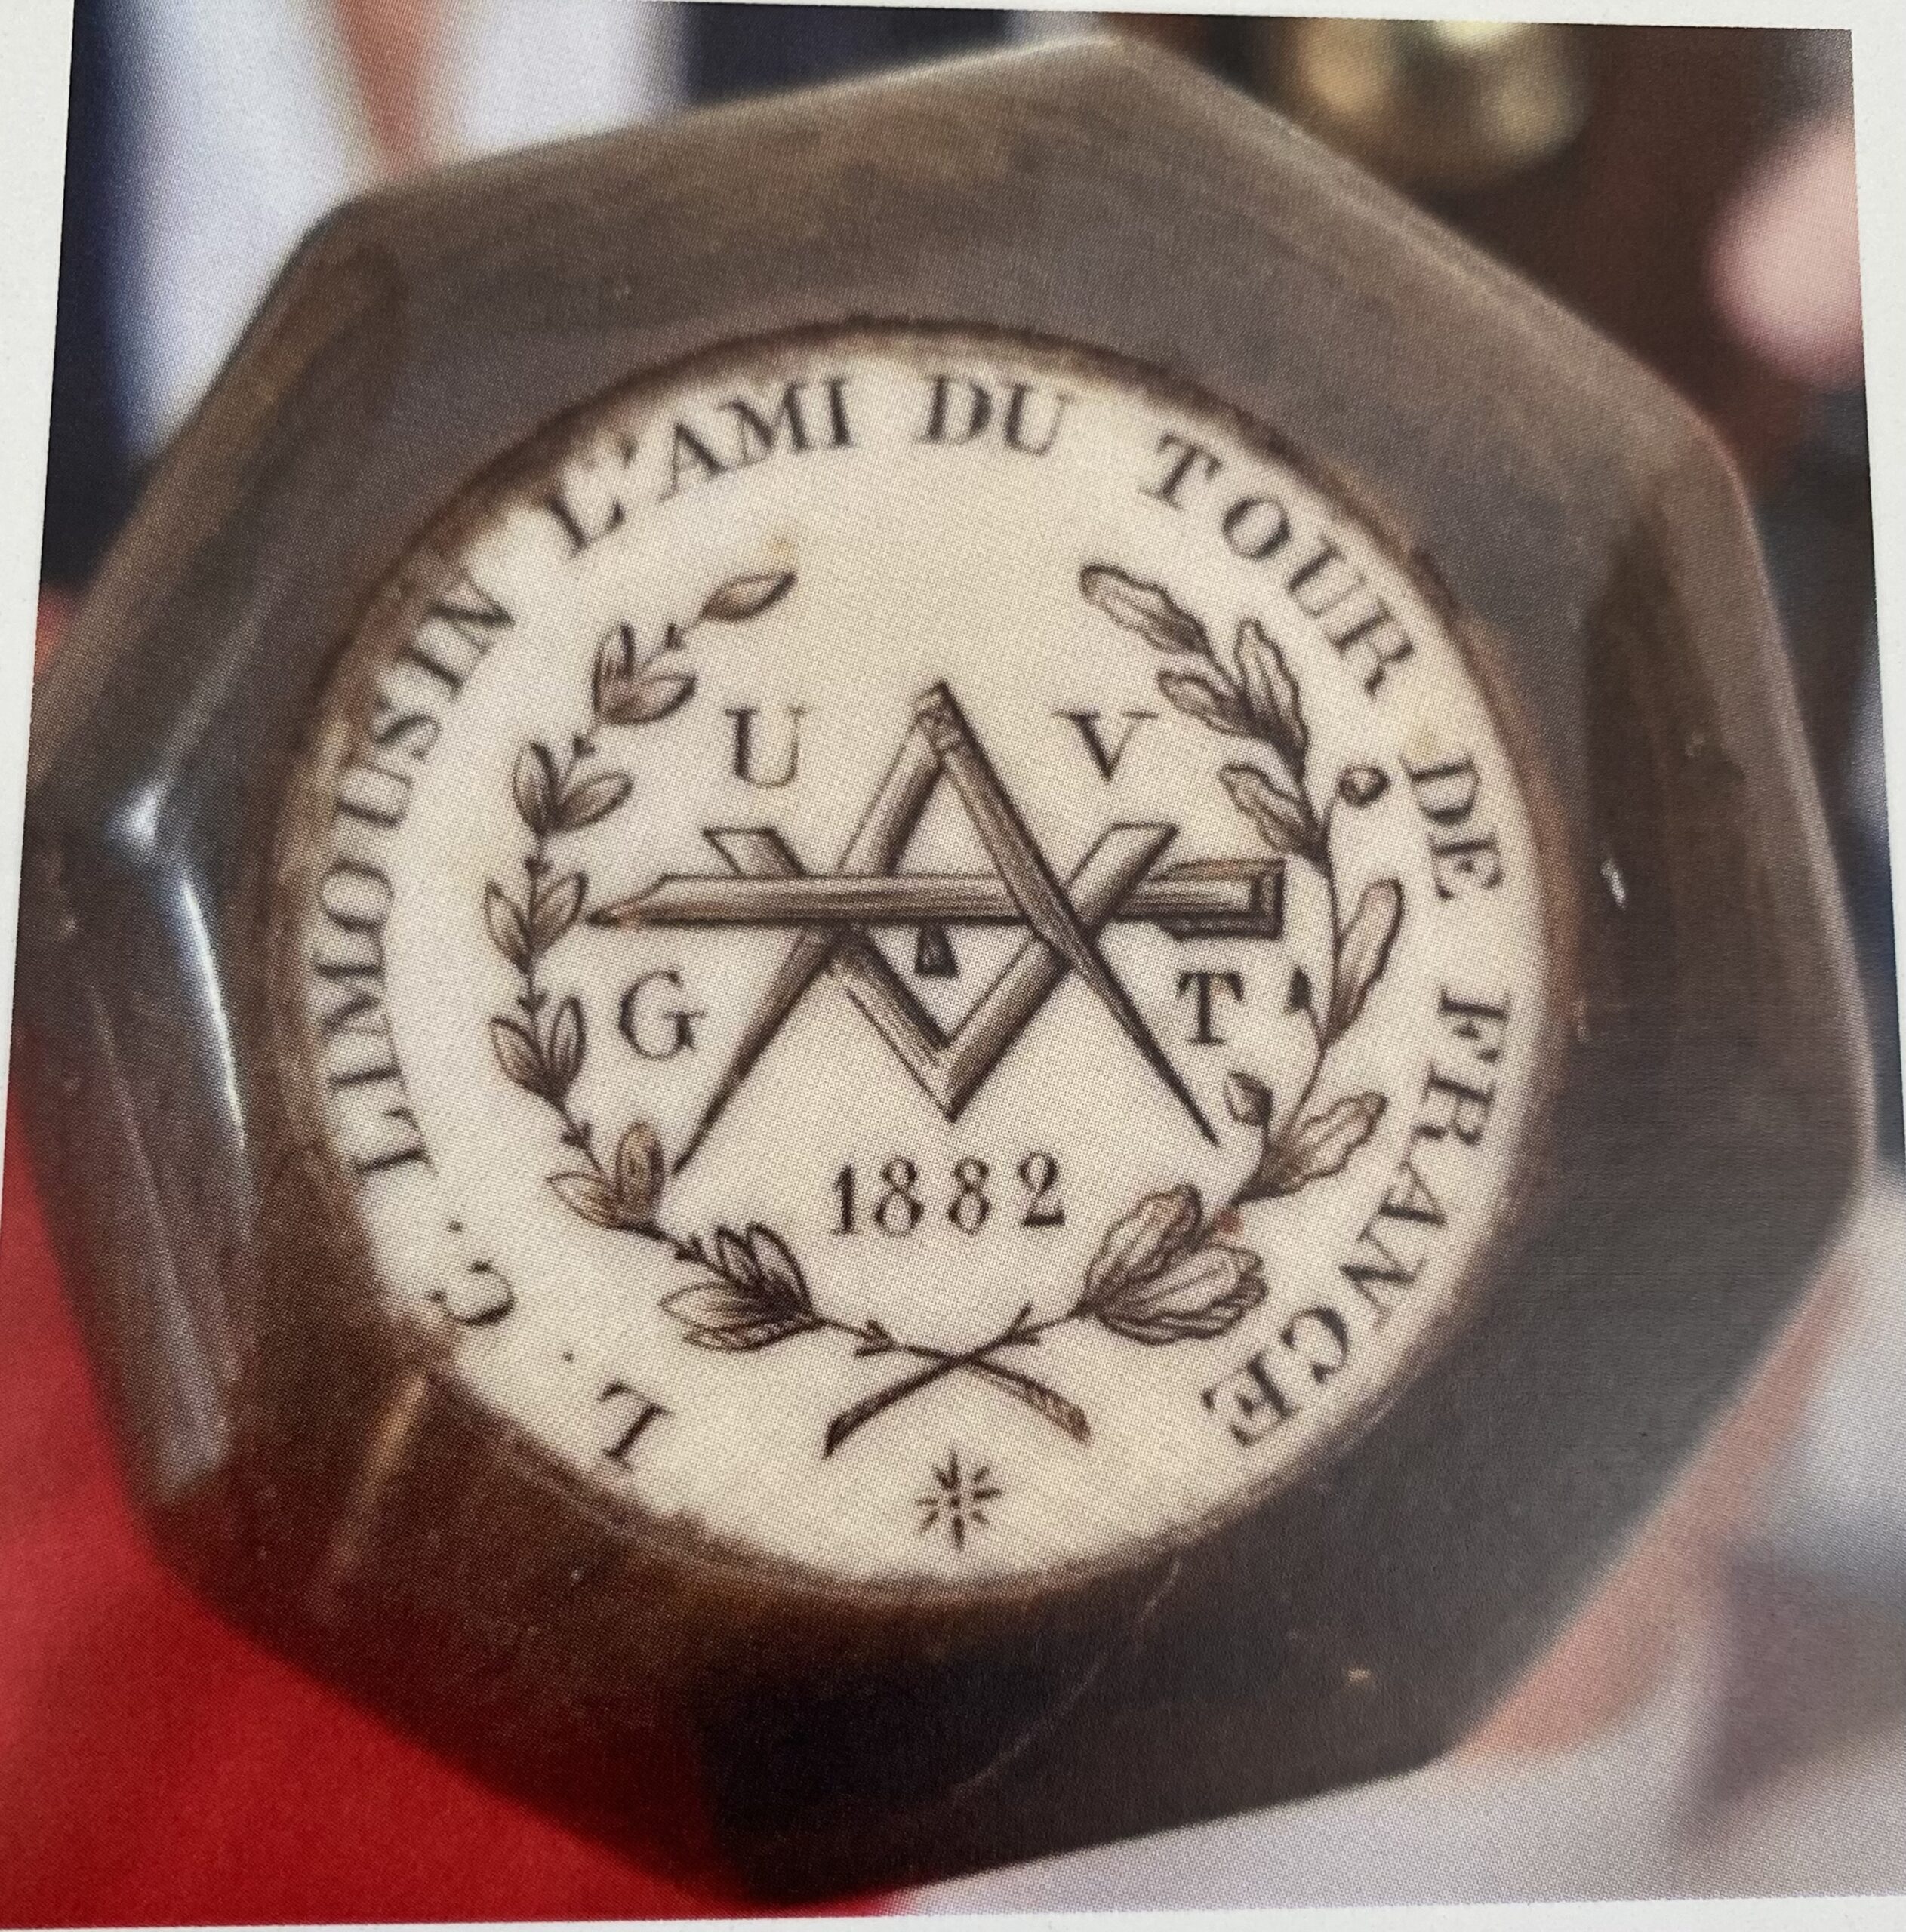 I . C . LIMOUSIN L'AMI DU TOUR DE FRANCE
U V
G T
1882